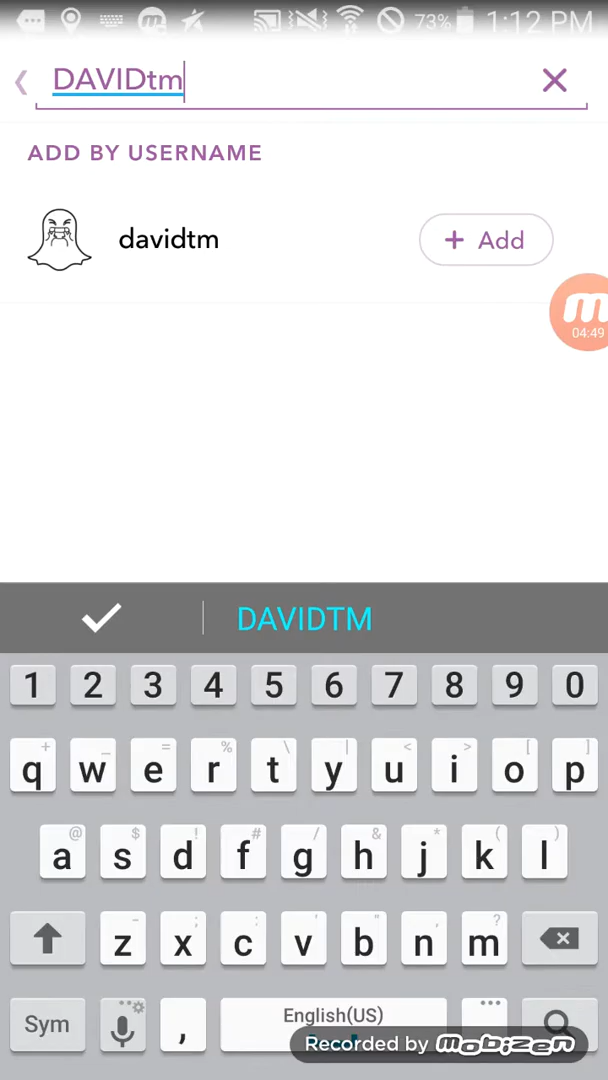 73% 1:12 PM
DAVIDtm
ADD BY USERNAME
davidtm
+ Add
m
04:49
DAVIDTM
1 2 3 4 5 6 7 8 9 0
+ _ = % \ | < > [ ]
q w e r t y u i o p
@ $ ! # / & * ( )
a s d f g h j k l
- ; : ' " , ?
z x c v b n m
Sym , English(US)
Recorded by mobizen